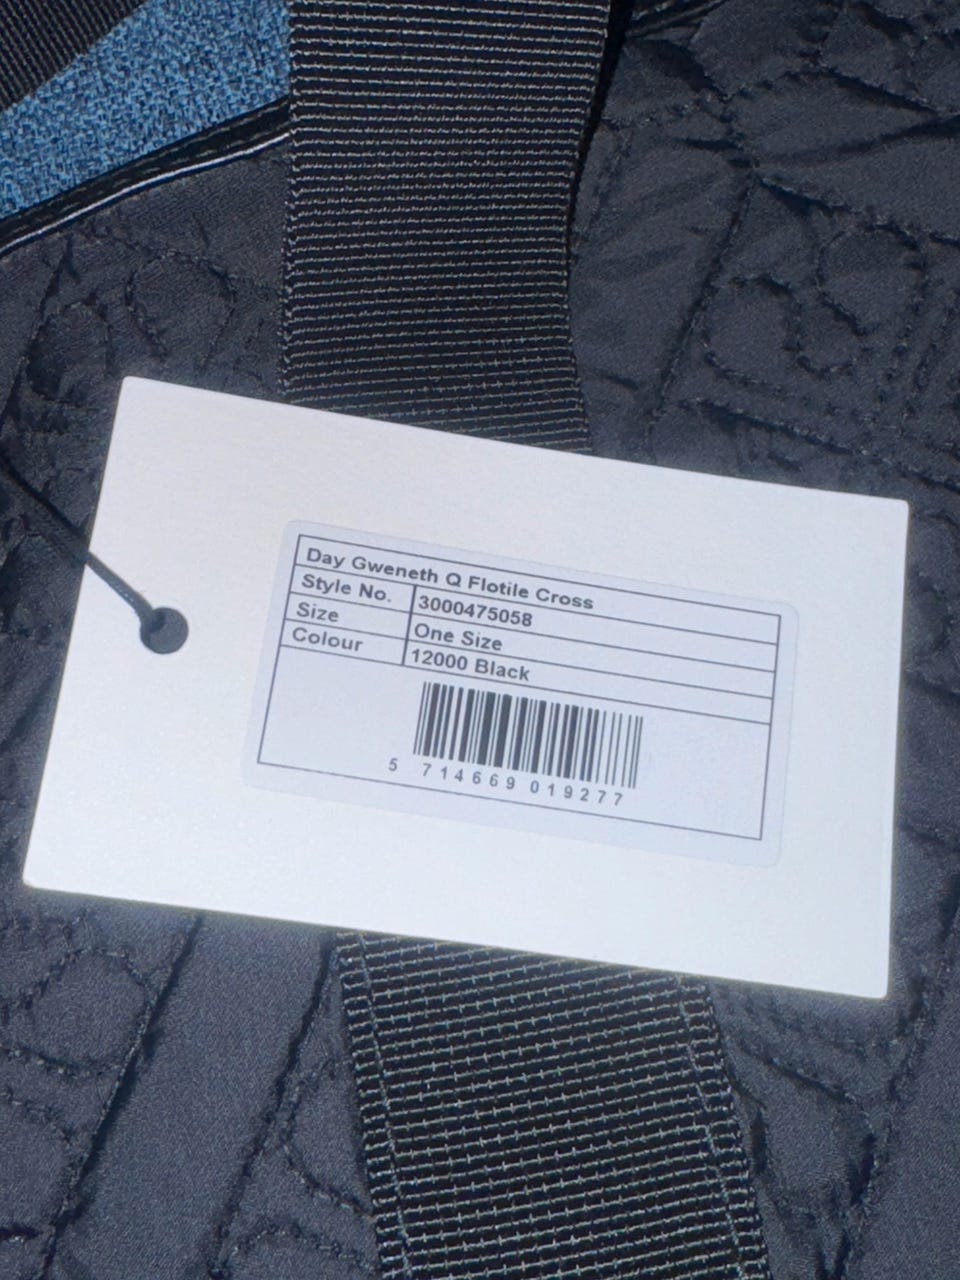 Day Gweneth Q Flotile Cross
Style No. 3000475058
Size One Size
Colour 12000 Black
5 714669 019277